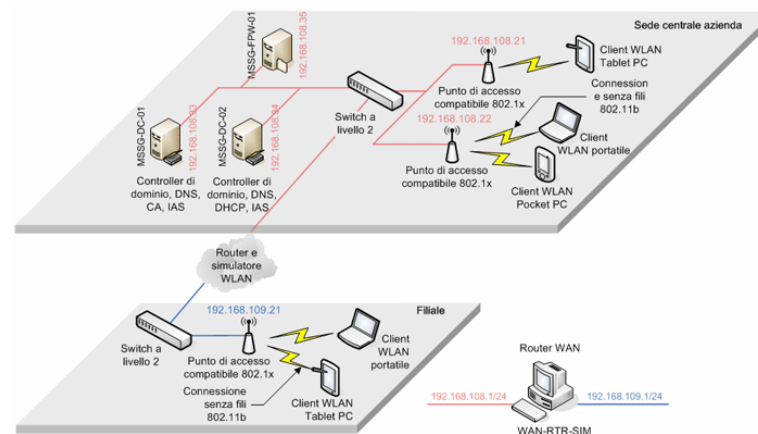 Sede centrale azienda
MSSG-FPW-01
192.168.108.35
192.168.108.21
Client WLAN
Tablet PC
Punto di accesso
compatibile 802.1x
Connession
e senza fili
802.11b
Switch a
livello 2
192.168.108.22
MSSG-DC-01
192.168.108.33
MSSG-DC-02
192.168.108.34
Client
WLAN portatile
Punto di accesso
compatibile 802.1x
Controller di
dominio, DNS,
CA, IAS
Controller di
dominio, DNS,
DHCP, IAS
Client WLAN
Pocket PC
Router e
simulatore
WLAN
192.168.109.21
Filiale
Switch a
livello 2
Punto di accesso
compatibile 802.1x
Client
WLAN
portatile
Connessione
senza fili
802.11b
Client WLAN
Tablet PC
Router WAN
192.168.108.1/24
192.168.109.1/24
WAN-RTR-SIM